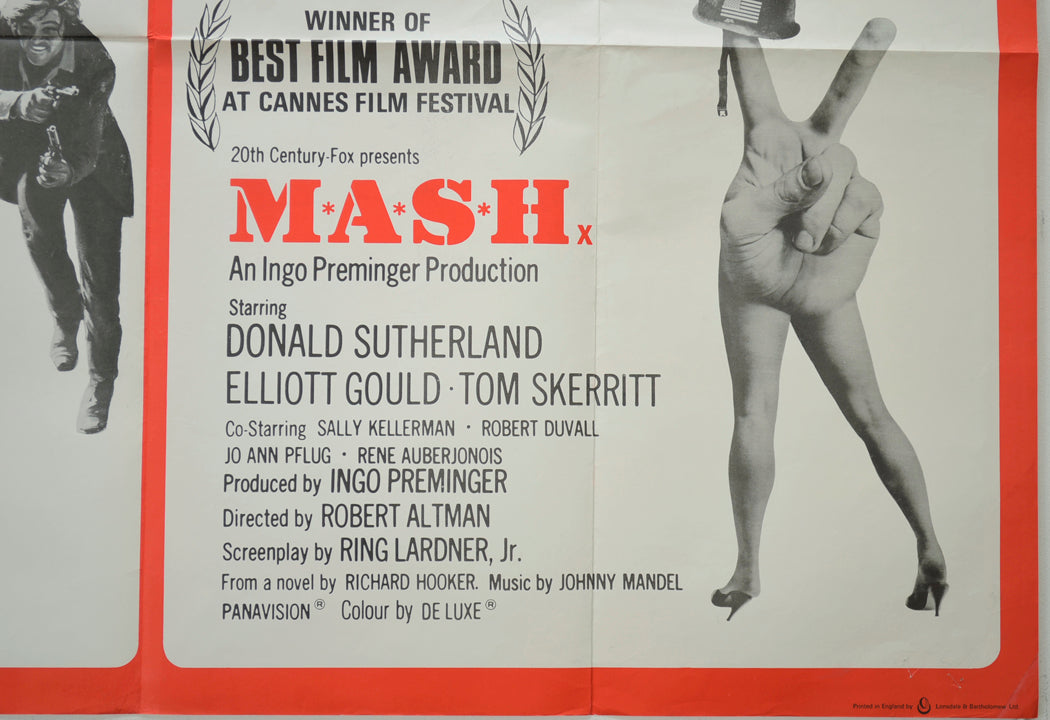 WINNER OF
BEST FILM AWARD
AT CANNES FILM FESTIVAL
20th Century-Fox presents
M*A*S*H x
An Ingo Preminger Production
Starring
DONALD SUTHERLAND
ELLIOTT GOULD · TOM SKERRITT
Co-Starring SALLY KELLERMAN · ROBERT DUVALL
JO ANN PFLUG · RENE AUBERJONOIS
Produced by INGO PREMINGER
Directed by ROBERT ALTMAN
Screenplay by RING LARDNER, Jr.
From a novel by RICHARD HOOKER. Music by JOHNNY MANDEL
PANAVISION® Colour by DE LUXE®
Printed in England by Lonsdale & Bartholomew Ltd